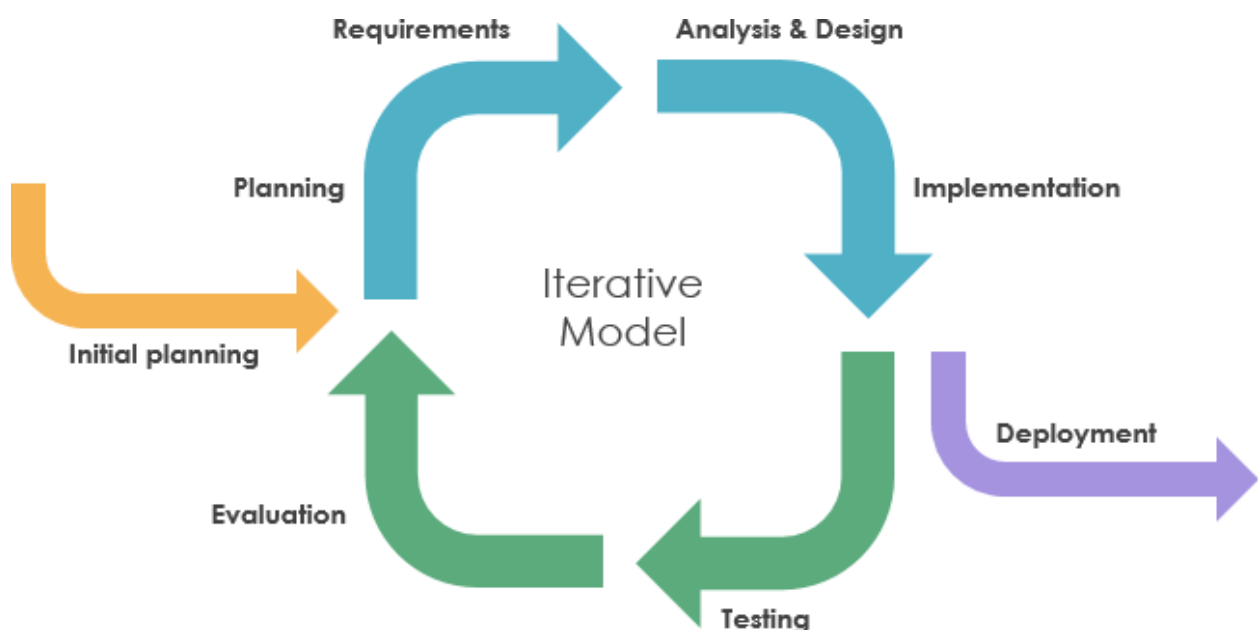 Requirements
Analysis & Design
Planning
Implementation
Iterative
Model
Initial planning
Deployment
Evaluation
Testing